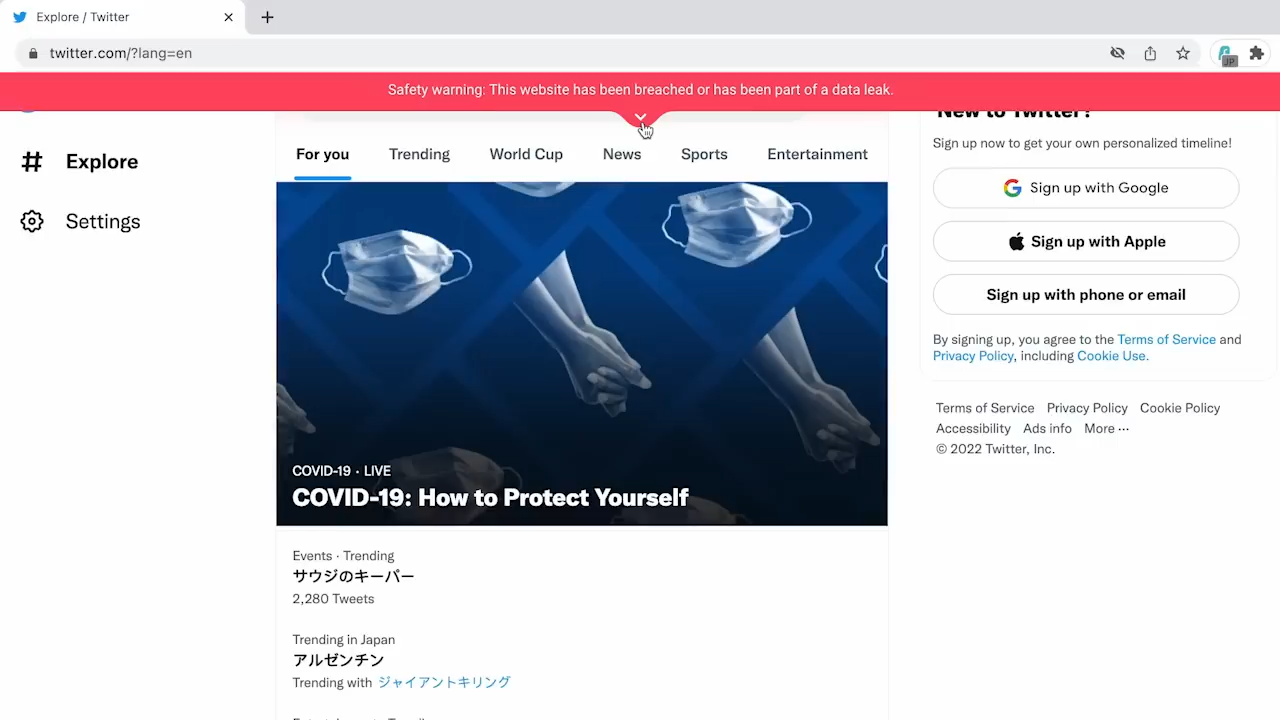 Explore / Twitter
twitter.com/?lang=en
JP
Safety warning: This website has been breached or has been part of a data leak.
Explore
Settings
For you
Trending
World Cup
News
Sports
Entertainment
COVID-19 · LIVE
COVID-19: How to Protect Yourself
Events · Trending
サウジのキーパー
2,280 Tweets
Trending in Japan
アルゼンチン
Trending with ジャイアントキリング
New to Twitter?
Sign up now to get your own personalized timeline!
Sign up with Google
Sign up with Apple
Sign up with phone or email
By signing up, you agree to the Terms of Service and
Privacy Policy, including Cookie Use.
Terms of Service Privacy Policy Cookie Policy
Accessibility Ads info More ···
© 2022 Twitter, Inc.